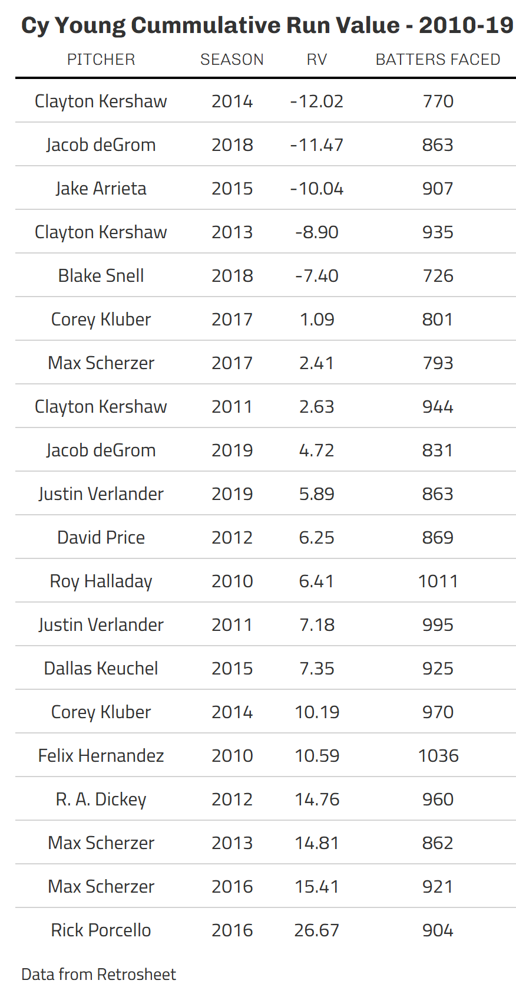 Cy Young Cummulative Run Value - 2010-19
PITCHER SEASON RV BATTERS FACED
Clayton Kershaw 2014 -12.02 770
Jacob deGrom 2018 -11.47 863
Jake Arrieta 2015 -10.04 907
Clayton Kershaw 2013 -8.90 935
Blake Snell 2018 -7.40 726
Corey Kluber 2017 1.09 801
Max Scherzer 2017 2.41 793
Clayton Kershaw 2011 2.63 944
Jacob deGrom 2019 4.72 831
Justin Verlander 2019 5.89 863
David Price 2012 6.25 869
Roy Halladay 2010 6.41 1011
Justin Verlander 2011 7.18 995
Dallas Keuchel 2015 7.35 925
Corey Kluber 2014 10.19 970
Felix Hernandez 2010 10.59 1036
R. A. Dickey 2012 14.76 960
Max Scherzer 2013 14.81 862
Max Scherzer 2016 15.41 921
Rick Porcello 2016 26.67 904
Data from Retrosheet